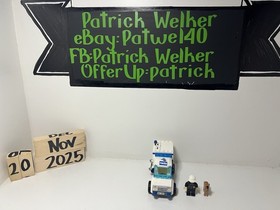 Patrick Welker
eBay: Patwel40
FB:Patrick Welker
OfferUp:patrick
20
Nov
2025